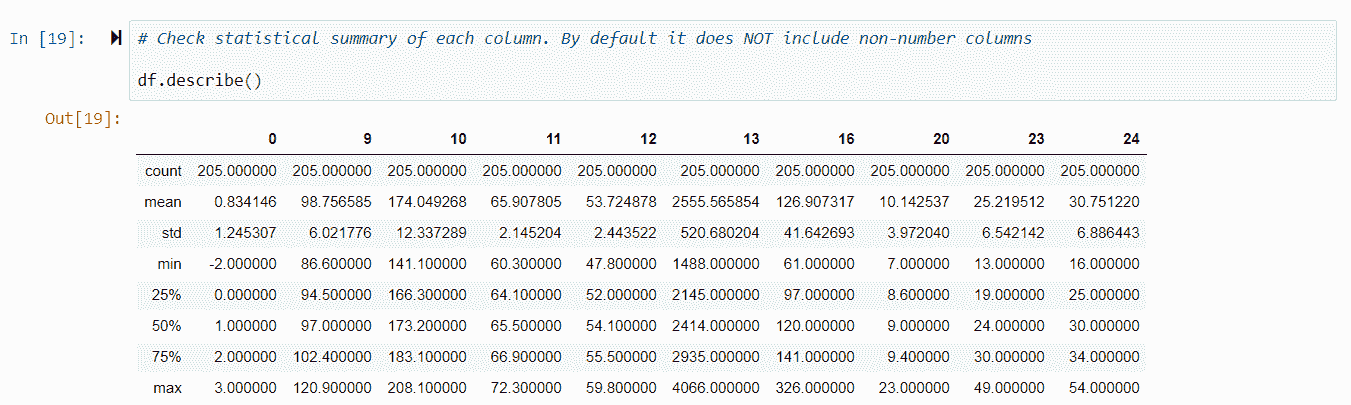 In [19]: # Check statistical summary of each column. By default it does NOT include non-number columns
df.describe()
Out[19]:
0 9 10 11 12 13 16 20 23 24
count 205.000000 205.000000 205.000000 205.000000 205.000000 205.000000 205.000000 205.000000 205.000000 205.000000
mean 0.834146 98.756585 174.049268 65.907805 53.724878 2555.565854 126.907317 10.142537 25.219512 30.751220
std 1.245307 6.021776 12.337289 2.145204 2.443522 520.680204 41.642693 3.972040 6.542142 6.886443
min -2.000000 86.600000 141.100000 60.300000 47.800000 1488.000000 61.000000 7.000000 13.000000 16.000000
25% 0.000000 94.500000 166.300000 64.100000 52.000000 2145.000000 97.000000 8.600000 19.000000 25.000000
50% 1.000000 97.000000 173.200000 65.500000 54.100000 2414.000000 120.000000 9.000000 24.000000 30.000000
75% 2.000000 102.400000 183.100000 66.900000 55.500000 2935.000000 141.000000 9.400000 30.000000 34.000000
max 3.000000 120.900000 208.100000 72.300000 59.800000 4066.000000 326.000000 23.000000 49.000000 54.000000